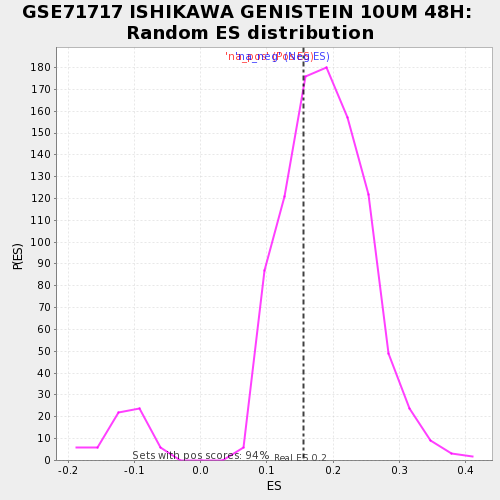 GSE71717 ISHIKAWA GENISTEIN 10UM 48H:
Random ES distribution
P(ES)
180
170
160
150
140
130
120
110
100
90
80
70
60
50
40
30
20
10
0
Sets with pos scores: 94%
Real ES 0.2
-0.2 -0.1 0.0 0.1 0.2 0.3 0.4
ES